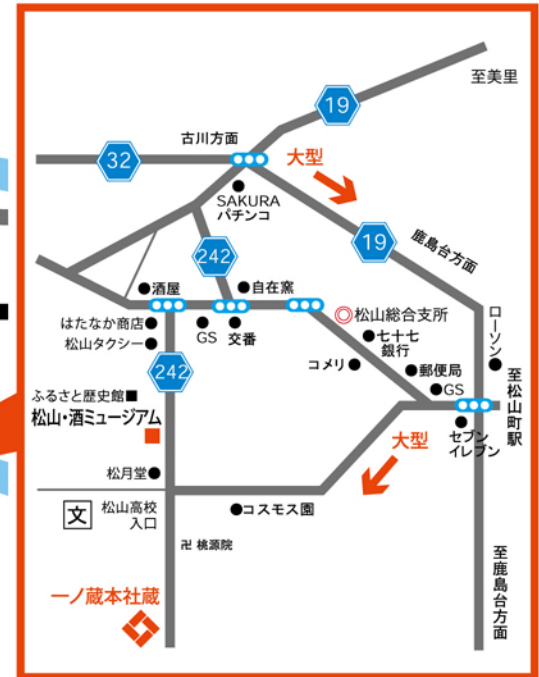 至美里
19
古川方面
32
大型
SAKURA
パチンコ
鹿島台方面
19
242
酒屋
自在窯
松山総合支所
はたなか商店
GS
交番
七十七
銀行
ローソン
松山タクシー
コメリ
郵便局
242
GS
至松山町駅
ふるさと歴史館
松山・酒ミュージアム
セブン
イレブン
大型
松月堂
文
松山高校
入口
コスモス園
卍 桃源院
至鹿島台方面
一ノ蔵本社蔵